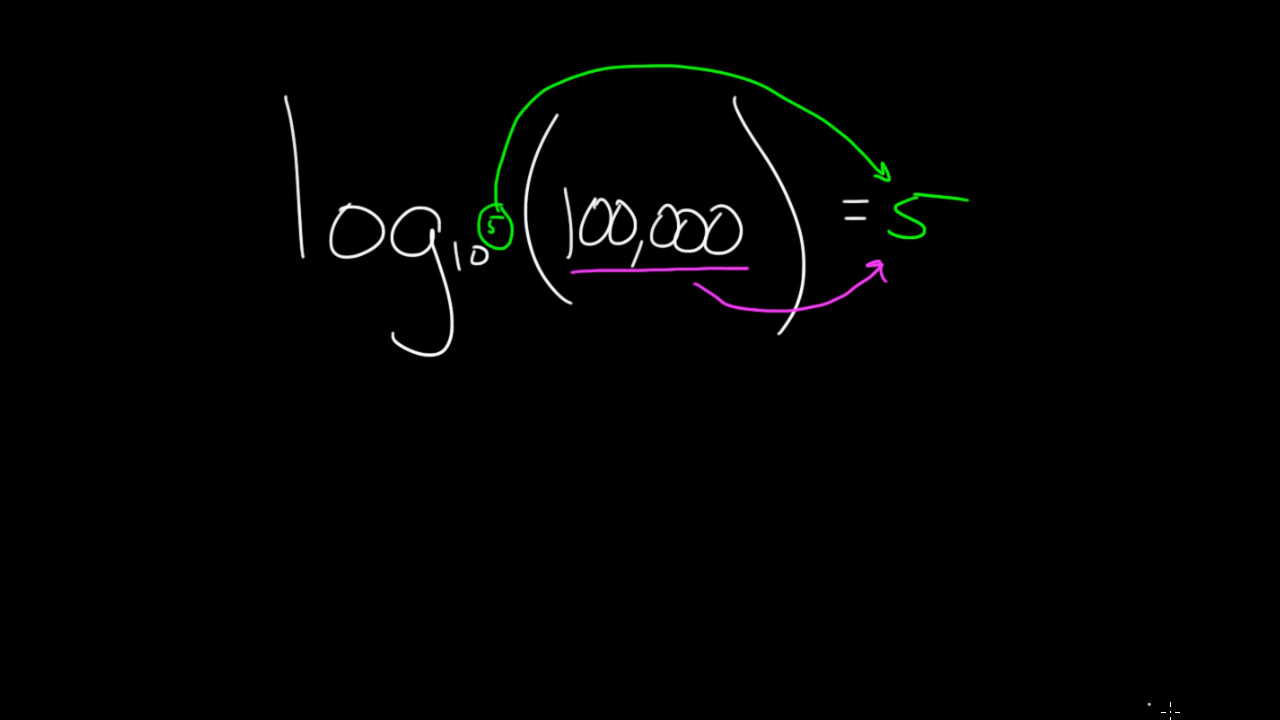 log₁₀⁵(100,000) = 5